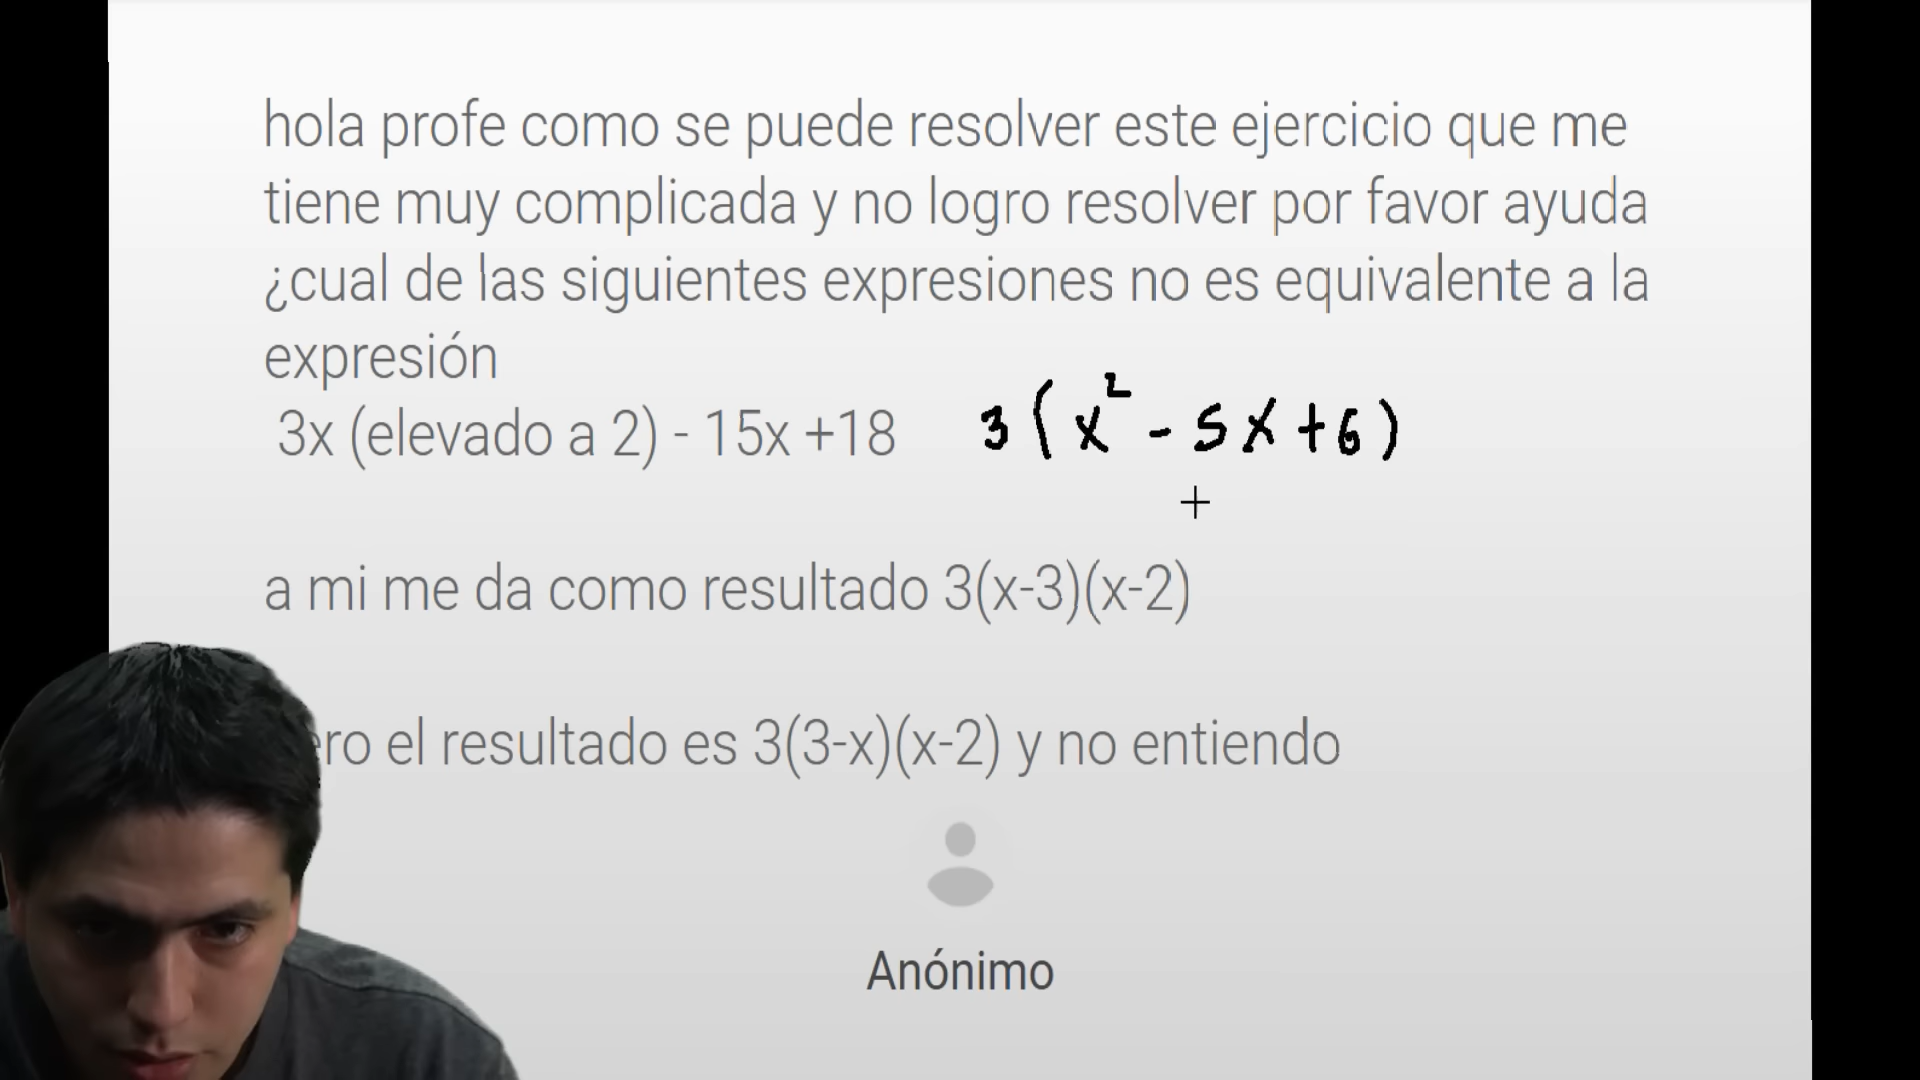 hola profe como se puede resolver este ejercicio que me
tiene muy complicada y no logro resolver por favor ayuda
¿cual de las siguientes expresiones no es equivalente a la
expresión
3x (elevado a 2) - 15x +18 3(x² - 5x+6)
a mi me da como resultado 3(x-3)(x-2)
el resultado es 3(3-x)(x-2) y no entiendo
Anónimo